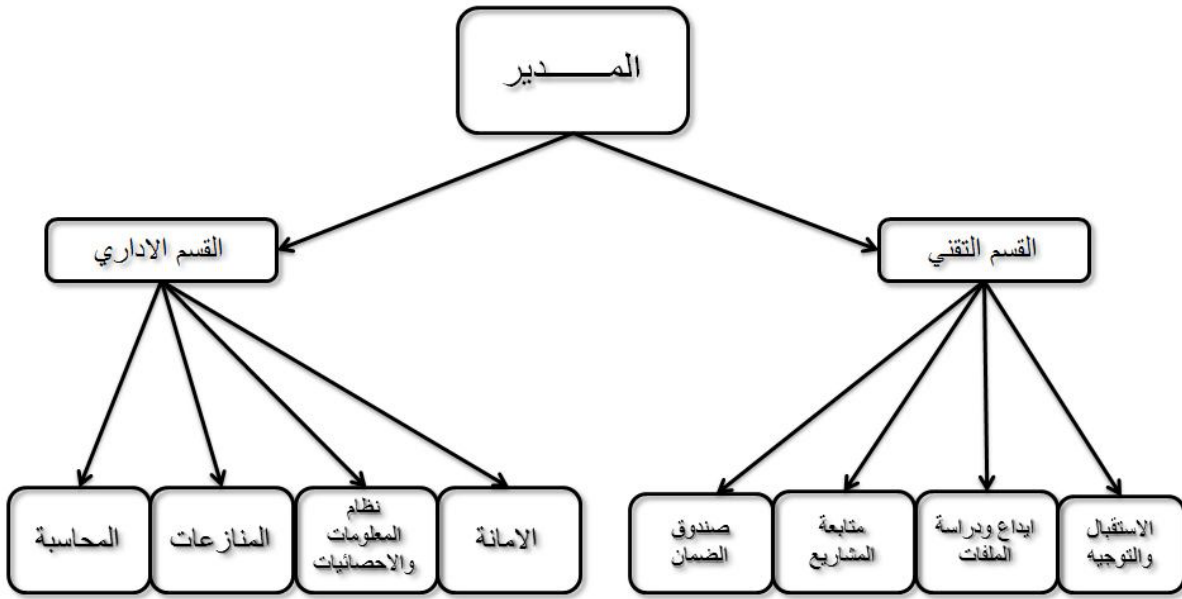 المـــــــدير
القسم التقني
القسم الاداري
الاستقبال
والتوجيه
ايداع ودراسة
الملفات
متابعة
المشاريع
صندوق
الضمان
الامانة
نظام
المعلومات
والاحصائيات
المنازعات
المحاسبة